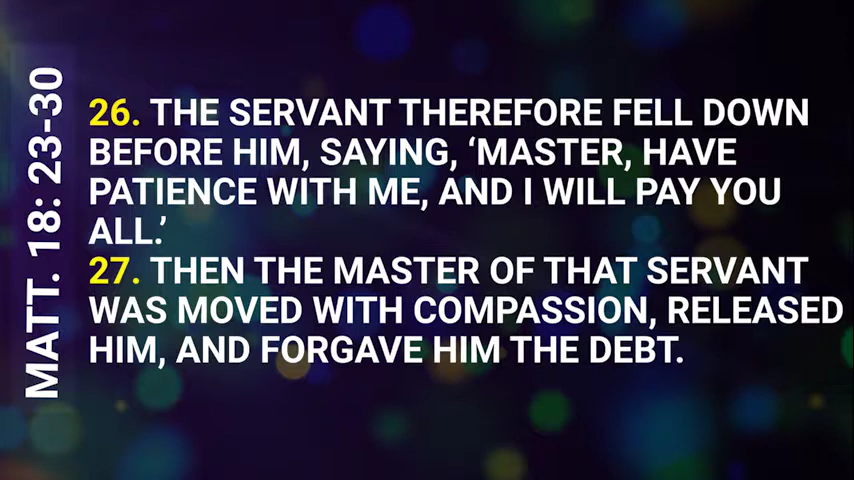 MATT. 18: 23-30
26. THE SERVANT THEREFORE FELL DOWN
BEFORE HIM, SAYING, ‘MASTER, HAVE
PATIENCE WITH ME, AND I WILL PAY YOU
ALL.’
27. THEN THE MASTER OF THAT SERVANT
WAS MOVED WITH COMPASSION, RELEASED
HIM, AND FORGAVE HIM THE DEBT.